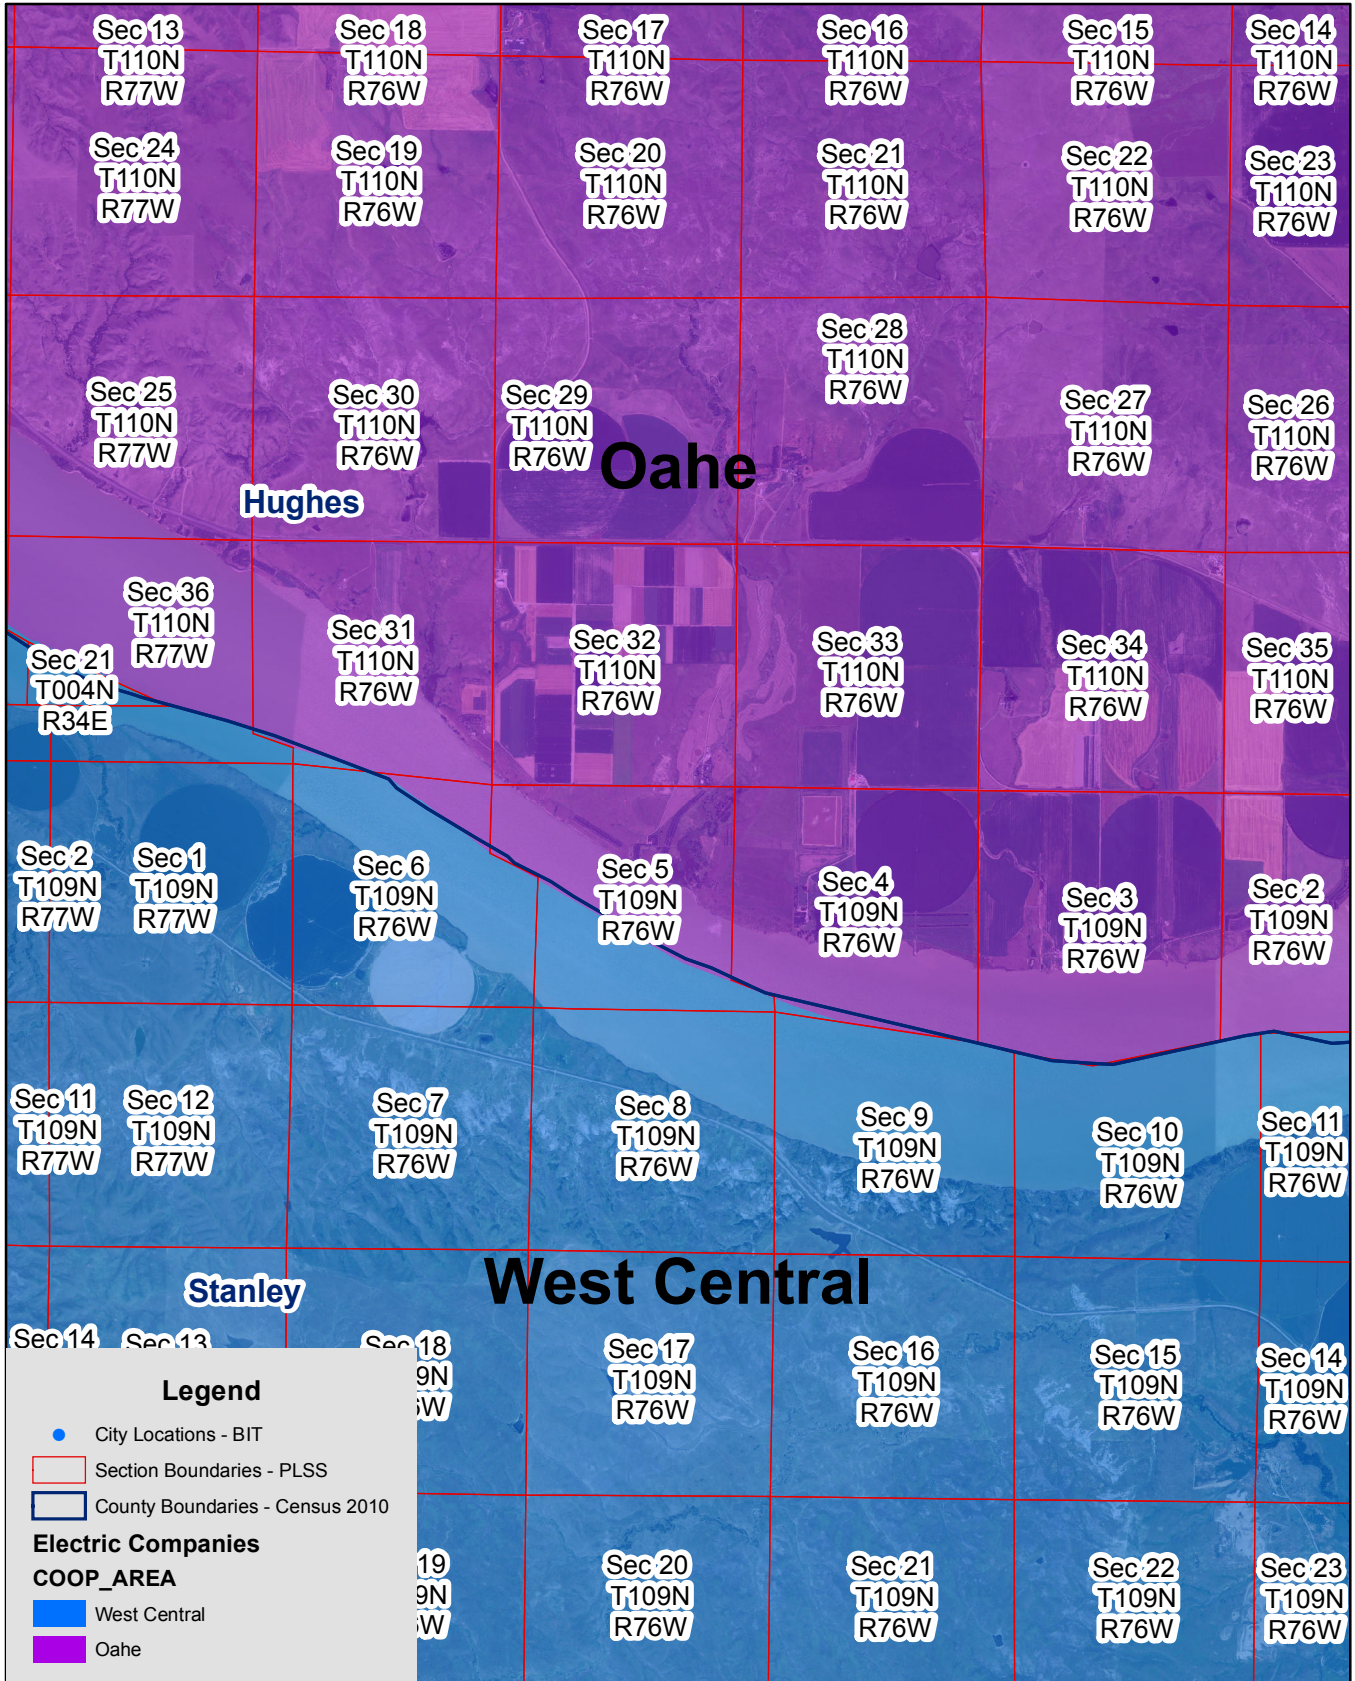 Sec 13
T110N
R77W
Sec 18
T110N
R76W
Sec 17
T110N
R76W
Sec 16
T110N
R76W
Sec 15
T110N
R76W
Sec 14
T110N
R76W
Sec 24
T110N
R77W
Sec 19
T110N
R76W
Sec 20
T110N
R76W
Sec 21
T110N
R76W
Sec 22
T110N
R76W
Sec 23
T110N
R76W
Sec 25
T110N
R77W
Sec 30
T110N
R76W
Sec 29
T110N
R76W
Sec 28
T110N
R76W
Sec 27
T110N
R76W
Sec 26
T110N
R76W
Oahe
Hughes
Sec 36
T110N
R77W
Sec 31
T110N
R76W
Sec 32
T110N
R76W
Sec 33
T110N
R76W
Sec 34
T110N
R76W
Sec 35
T110N
R76W
Sec 21
T004N
R34E
Sec 2
T109N
R77W
Sec 1
T109N
R77W
Sec 6
T109N
R76W
Sec 5
T109N
R76W
Sec 4
T109N
R76W
Sec 3
T109N
R76W
Sec 2
T109N
R76W
Sec 11
T109N
R77W
Sec 12
T109N
R77W
Sec 7
T109N
R76W
Sec 8
T109N
R76W
Sec 9
T109N
R76W
Sec 10
T109N
R76W
Sec 11
T109N
R76W
West Central
Stanley
Sec 14
Sec 13
Sec 18
9N
6W
Sec 17
T109N
R76W
Sec 16
T109N
R76W
Sec 15
T109N
R76W
Sec 14
T109N
R76W
19
9N
6W
Sec 20
T109N
R76W
Sec 21
T109N
R76W
Sec 22
T109N
R76W
Sec 23
T109N
R76W
Legend
City Locations - BIT
Section Boundaries - PLSS
County Boundaries - Census 2010
Electric Companies
COOP_AREA
West Central
Oahe